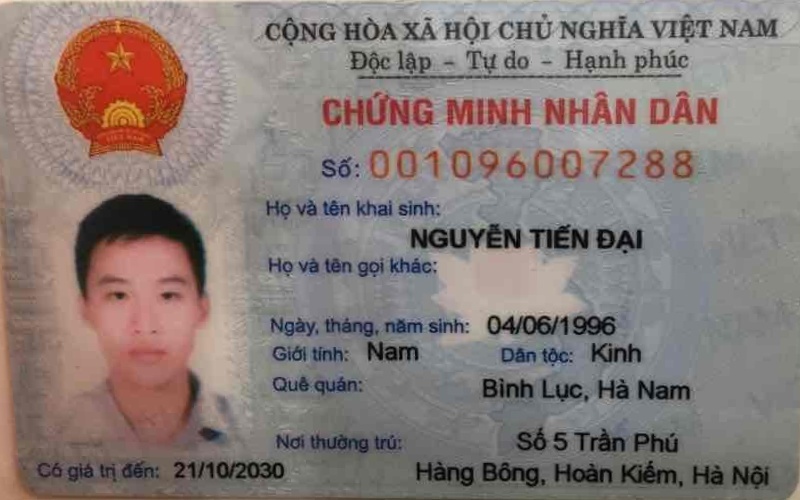 CỘNG HÒA XÃ HỘI CHỦ NGHĨA VIỆT NAM
Độc lập - Tự do - Hạnh phúc
CHỨNG MINH NHÂN DÂN
Số: 001096007288
Họ và tên khai sinh:
NGUYỄN TIẾN ĐẠI
Họ và tên gọi khác:
Ngày, tháng, năm sinh: 04/06/1996
Giới tính: Nam Dân tộc: Kinh
Quê quán: Bình Lục, Hà Nam
Nơi thường trú: Số 5 Trần Phú
Có giá trị đến: 21/10/2030 Hàng Bông, Hoàn Kiếm, Hà Nội